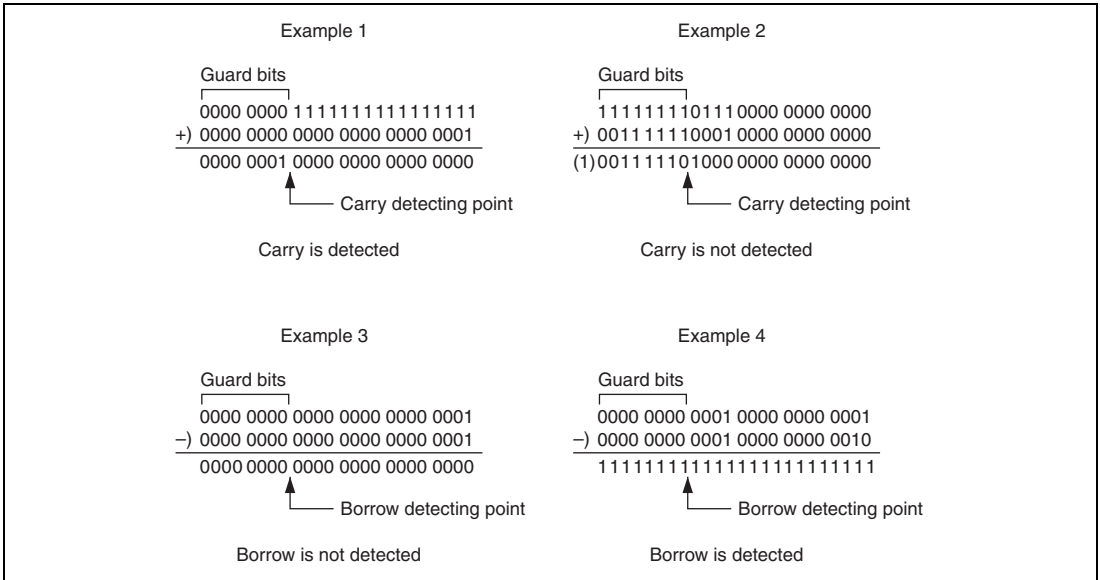 Example 1
Guard bits
0000 0000 1111111111111111
+) 0000 0000 0000 0000 0000 0001
0000 0001 0000 0000 0000 0000
Carry detecting point
Carry is detected
Example 2
Guard bits
111111110111 0000 0000 0000
+) 001111110001 0000 0000 0000
(1)001111101000 0000 0000 0000
Carry detecting point
Carry is not detected
Example 3
Guard bits
0000 0000 0000 0000 0000 0001
–) 0000 0000 0000 0000 0000 0001
0000 0000 0000 0000 0000 0000
Borrow detecting point
Borrow is not detected
Example 4
Guard bits
0000 0000 0001 0000 0000 0001
–) 0000 0000 0001 0000 0000 0010
111111111111111111111111
Borrow detecting point
Borrow is detected